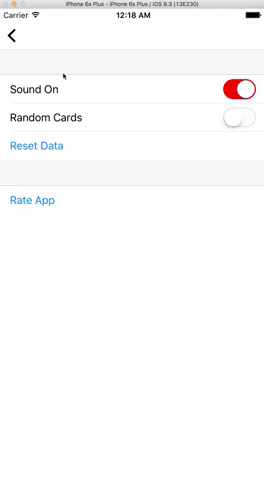 iPhone 6s Plus - iPhone 6s Plus / iOS 9.3 (13E230)
Carrier 12:18 AM
Sound On
Random Cards
Reset Data
Rate App